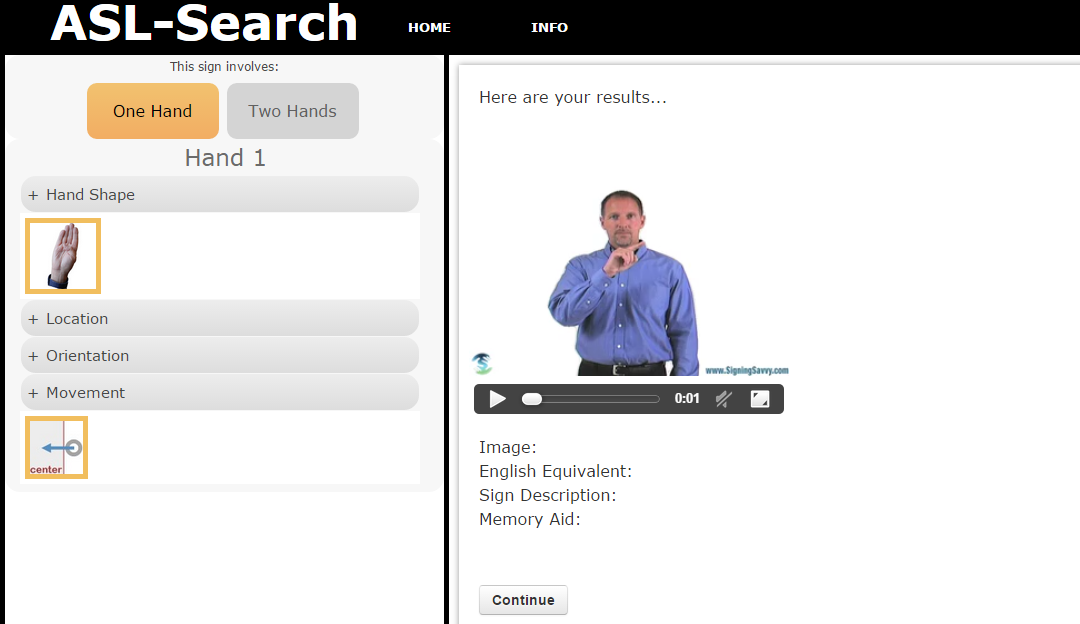 ASL-Search
HOME
INFO
This sign involves:
One Hand
Two Hands
Hand 1
+ Hand Shape
+ Location
+ Orientation
+ Movement
center
Here are your results...
www.SigningSavvy.com
0:01
Image:
English Equivalent:
Sign Description:
Memory Aid:
Continue